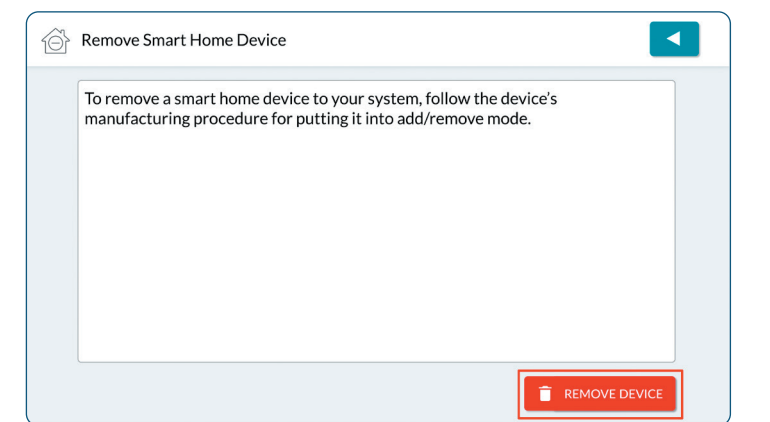 Remove Smart Home Device
To remove a smart home device to your system, follow the device's
manufacturing procedure for putting it into add/remove mode.
REMOVE DEVICE